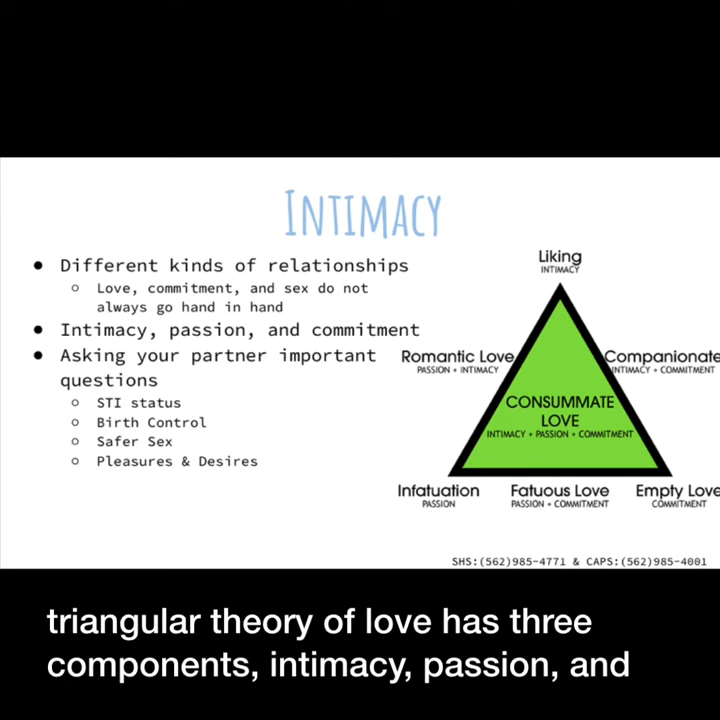 INTIMACY
● Different kinds of relationships
○ Love, commitment, and sex do not
always go hand in hand
● Intimacy, passion, and commitment
● Asking your partner important
questions
○ STI status
○ Birth Control
○ Safer Sex
○ Pleasures & Desires
Liking
INTIMACY
Romantic Love
PASSION + INTIMACY
Companionate
INTIMACY + COMMITMENT
CONSUMMATE
LOVE
INTIMACY + PASSION + COMMITMENT
Infatuation
PASSION
Fatuous Love
PASSION + COMMITMENT
Empty Love
COMMITMENT
SHS:(562)985-4771 & CAPS:(562)985-4001
triangular theory of love has three
components, intimacy, passion, and